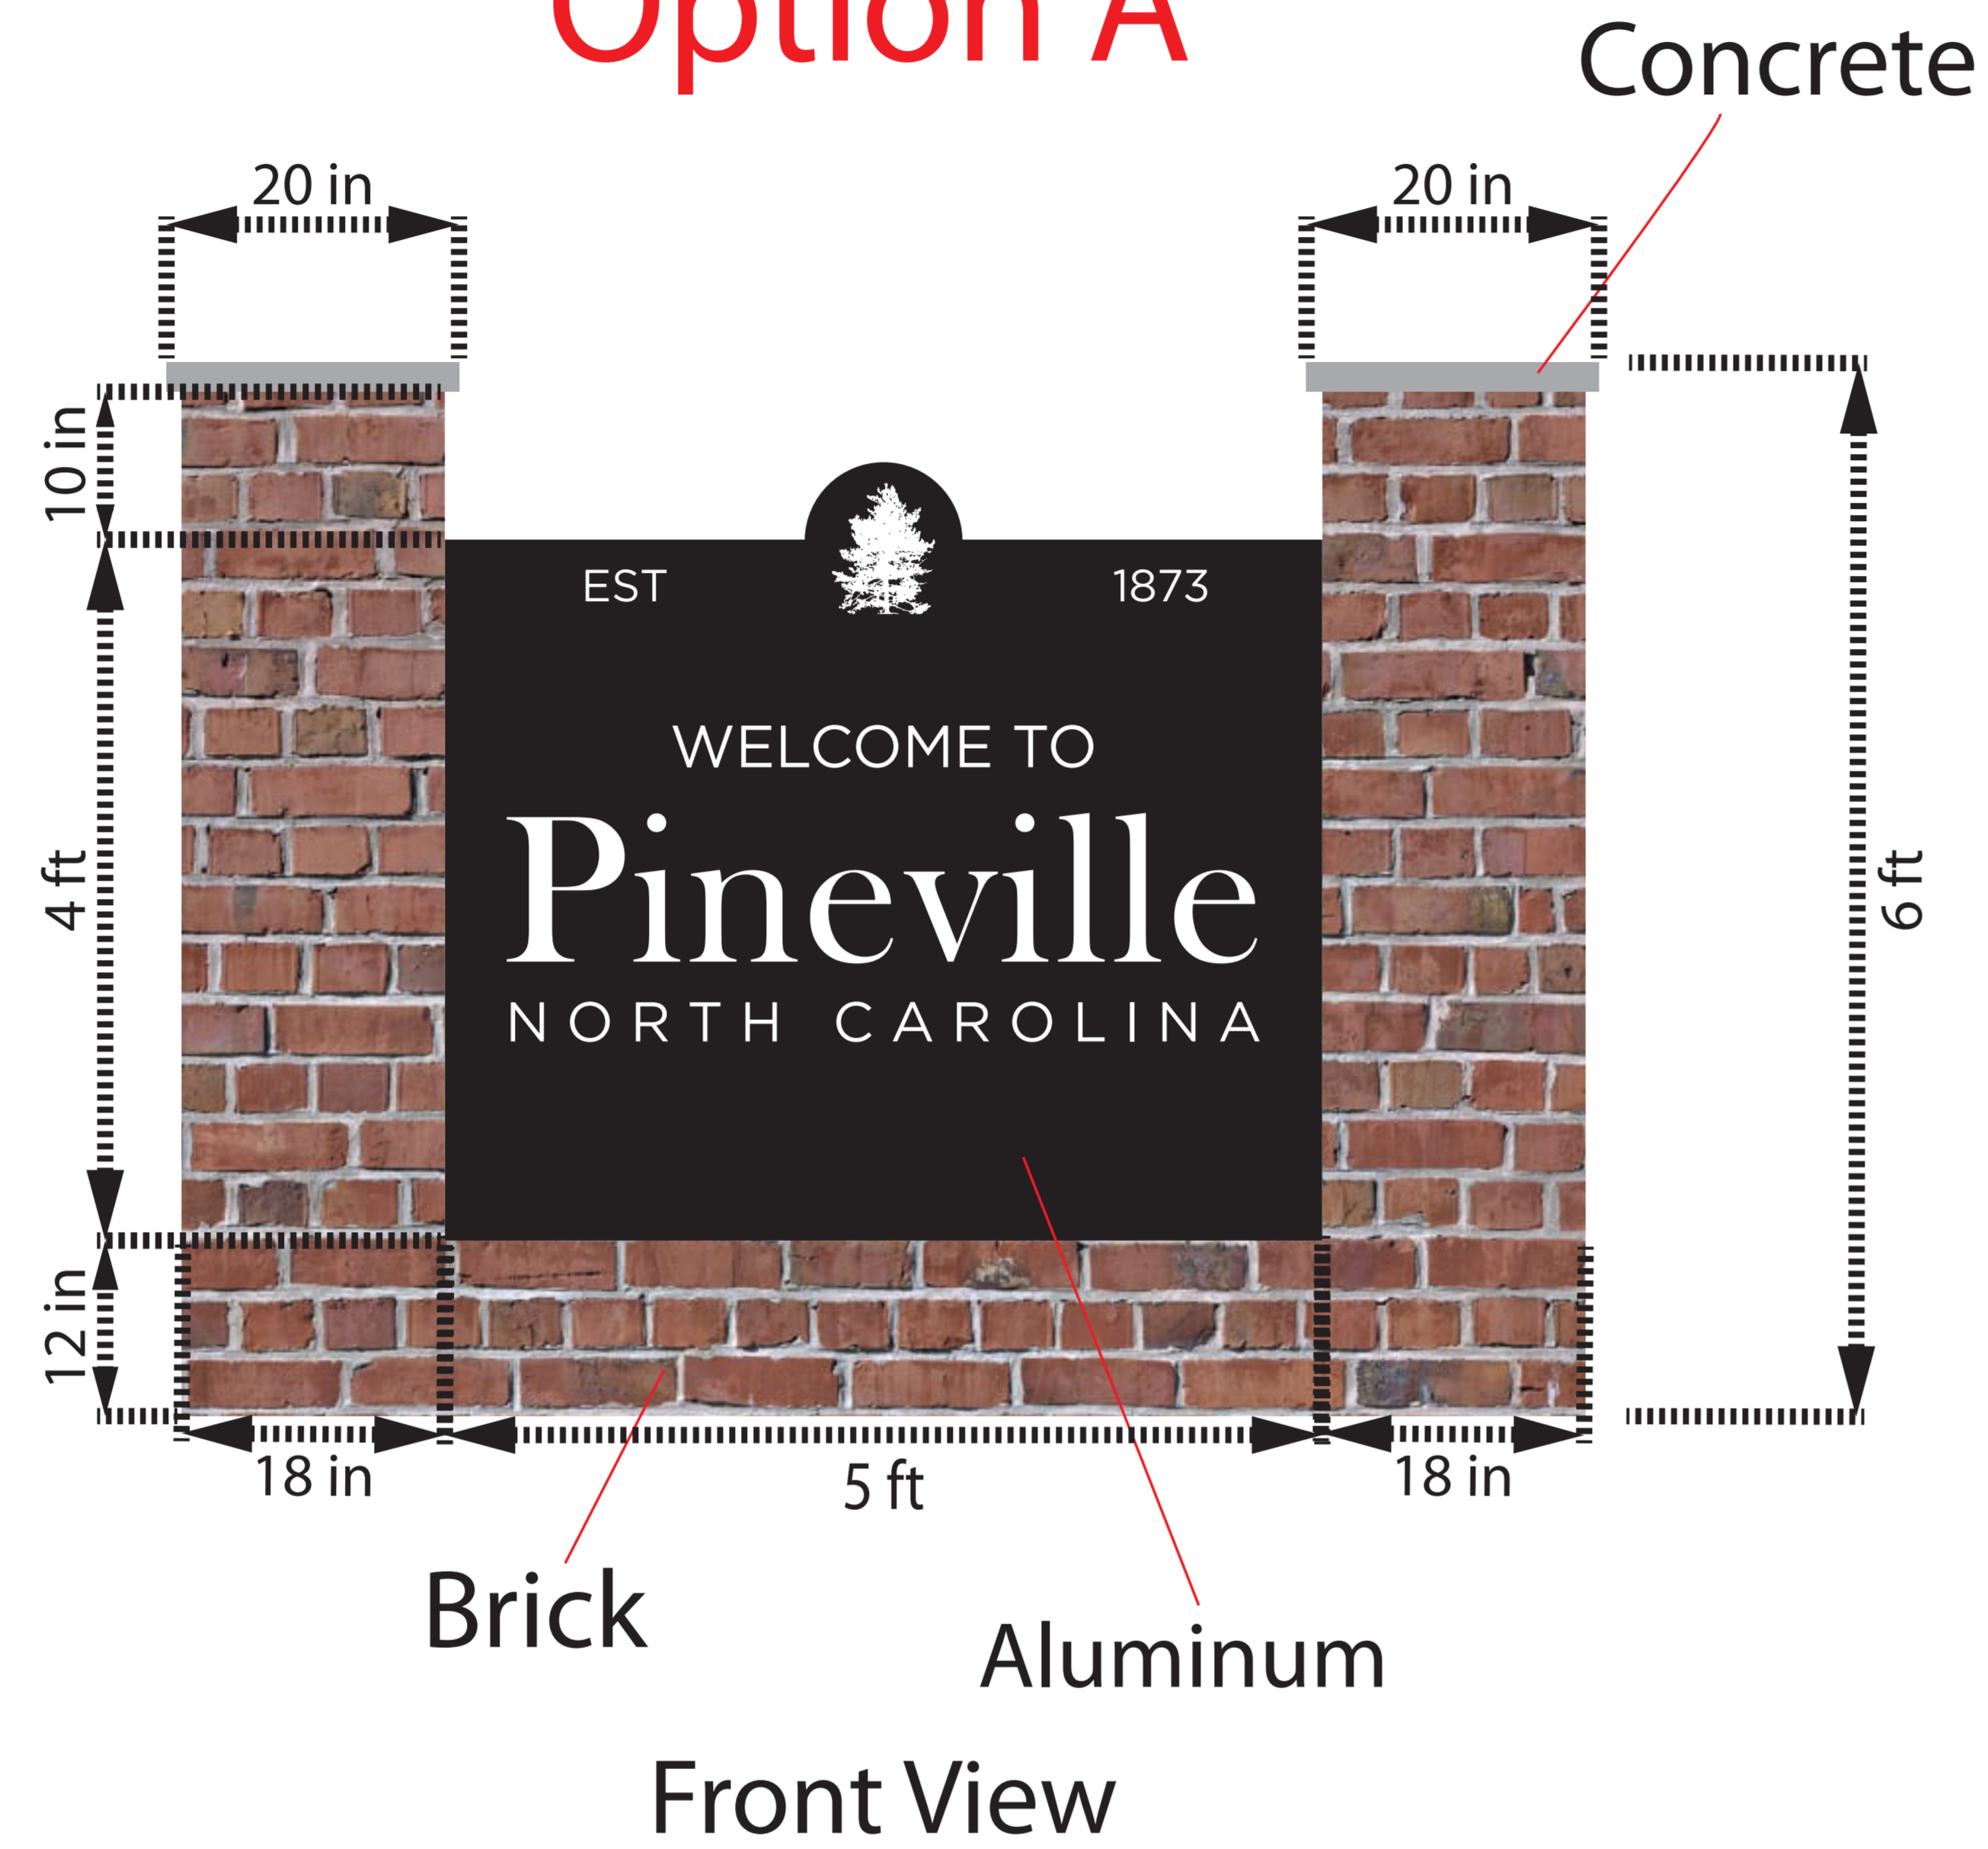 Option A
Concrete
20 in
20 in
10 in
EST
1873
WELCOME TO
Pineville
NORTH CAROLINA
4 ft
6 ft
12 in
18 in
5 ft
18 in
Brick
Aluminum
Front View